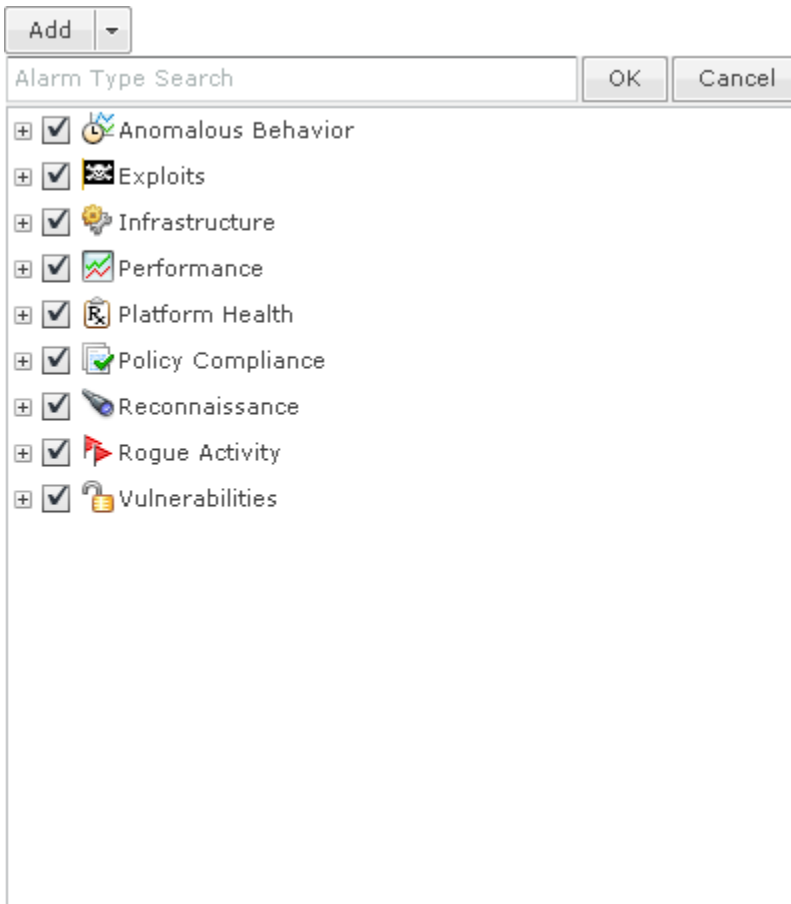 Add
Alarm Type Search OK Cancel
Anomalous Behavior
Exploits
Infrastructure
Performance
Platform Health
Policy Compliance
Reconnaissance
Rogue Activity
Vulnerabilities